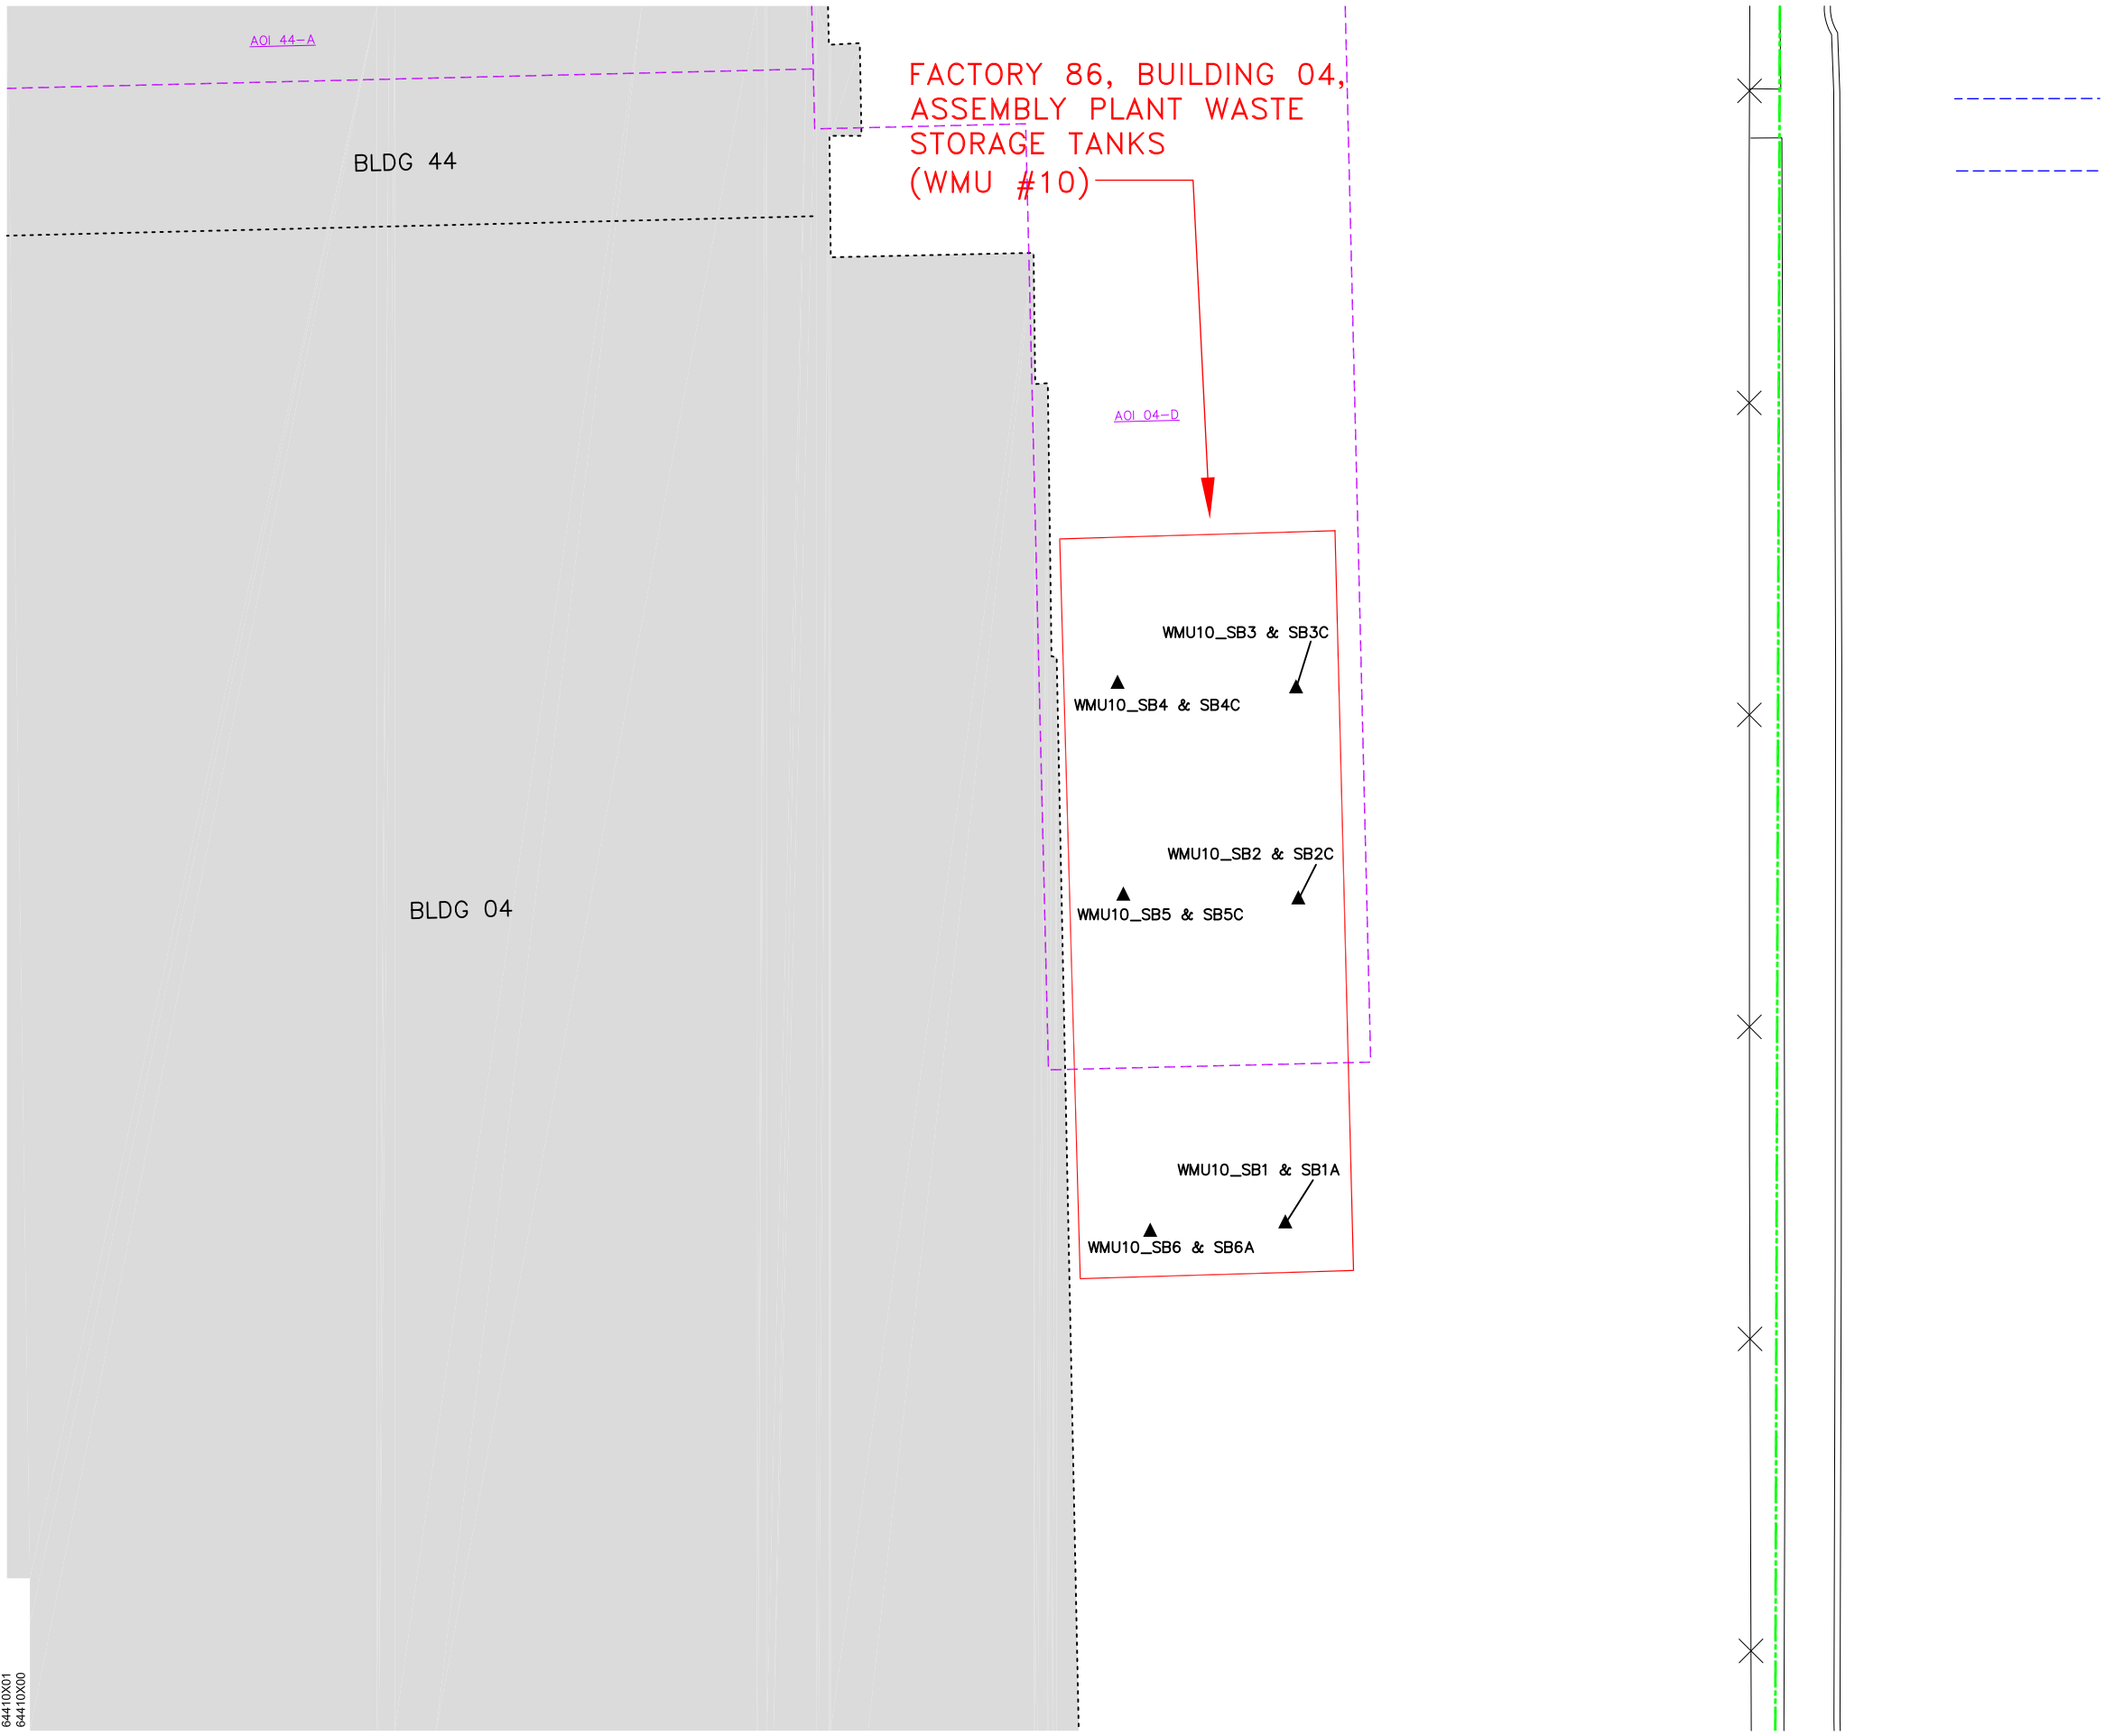 AOI 44-A
FACTORY 86, BUILDING 04,
ASSEMBLY PLANT WASTE
STORAGE TANKS
(WMU #10)
BLDG 44
AOI 04-D
WMU10_SB3 & SB3C
WMU10_SB4 & SB4C
WMU10_SB2 & SB2C
BLDG 04
WMU10_SB5 & SB5C
WMU10_SB1 & SB1A
WMU10_SB6 & SB6A
64410X01
64410X00